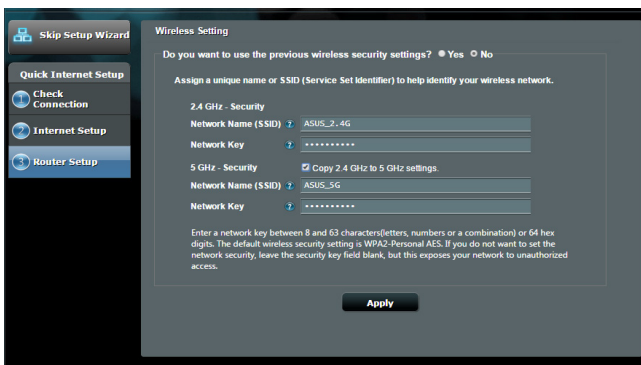 Skip Setup Wizard
Quick Internet Setup
1 Check
Connection
2 Internet Setup
3 Router Setup
Wireless Setting
Do you want to use the previous wireless security settings? Yes No
Assign a unique name or SSID (Service Set Identifier) to help identify your wireless network.
2.4 GHz - Security
Network Name (SSID) ? ASUS_2.4G
Network Key ? ••••••••••
5 GHz - Security Copy 2.4 GHz to 5 GHz settings.
Network Name (SSID) ? ASUS_5G
Network Key ? ••••••••••
Enter a network key between 8 and 63 characters(letters, numbers or a combination) or 64 hex
digits. The default wireless security setting is WPA2-Personal AES. If you do not want to set the
network security, leave the security key field blank, but this exposes your network to unauthorized
access.
Apply